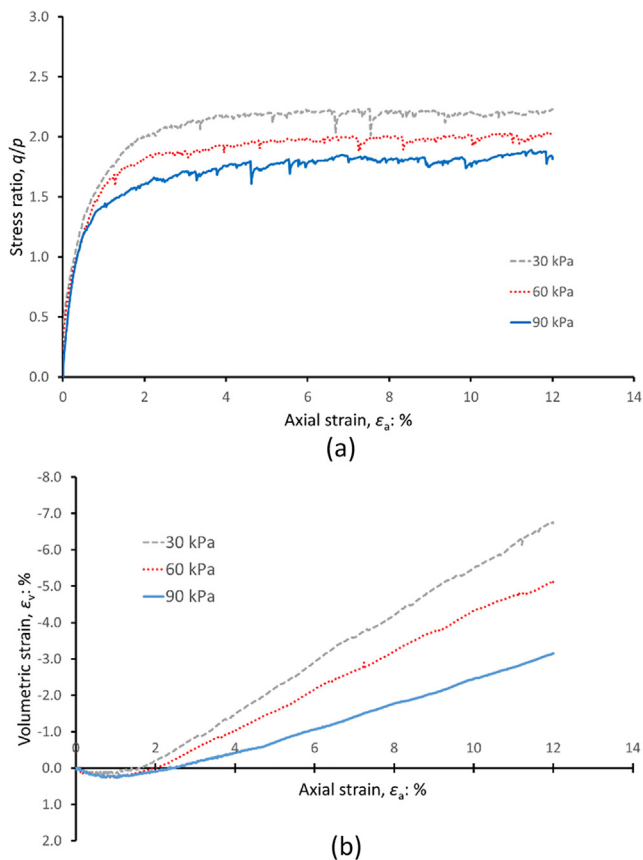 3.0
2.5
2.0
1.5
1.0
0.5
0.0
Stress ratio, q/p
30 kPa
60 kPa
90 kPa
0 2 4 6 8 10 12 14
Axial strain, εa: %
(a)
-8.0
-7.0
-6.0
-5.0
-4.0
-3.0
-2.0
-1.0
0.0
1.0
2.0
Volumetric strain, εv: %
30 kPa
60 kPa
90 kPa
0 2 4 6 8 10 12 14
Axial strain, εa: %
(b)